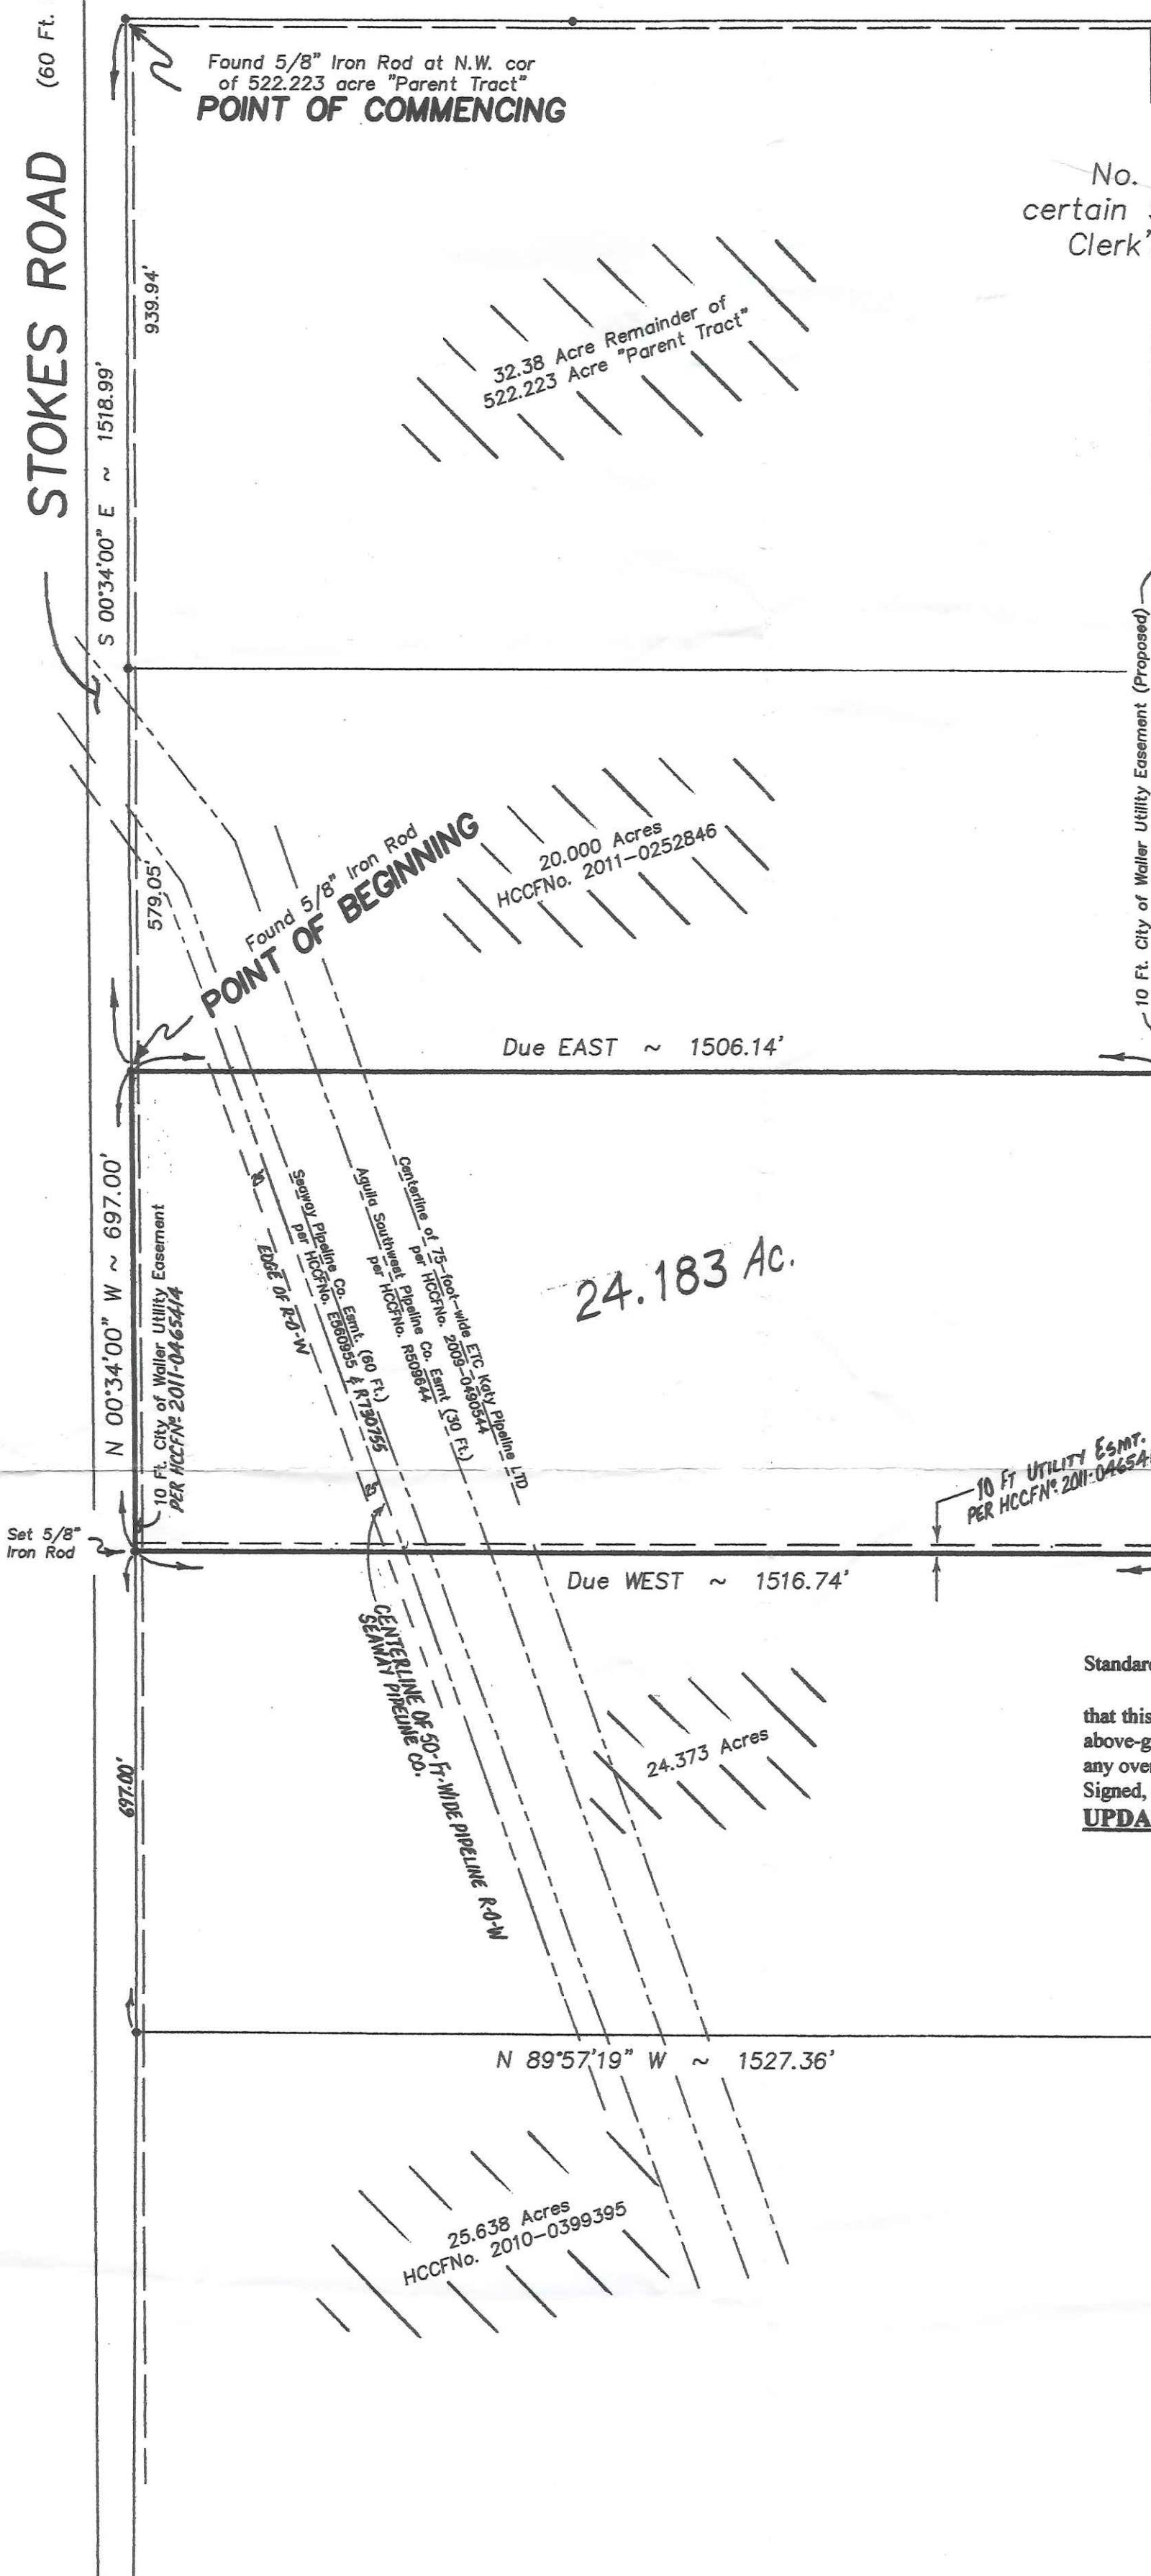 (60 Ft.
STOKES ROAD
Found 5/8" Iron Rod at N.W. cor
of 522.223 acre "Parent Tract"
POINT OF COMMENCING
No.
certain
Clerk'
939.94'
S 00°34'00" E ~ 1518.99'
32.38 Acre Remainder of
522.223 Acre "Parent Tract"
10 Ft. City of Waller Utility Easement (Proposed)
579.05'
Found 5/8" Iron Rod
POINT OF BEGINNING
20.000 Acres
HCCFNo. 2011-0252846
Due EAST ~ 1506.14'
N 00°34'00" W ~ 697.00'
10 Ft. City of Waller Utility Easement
PER HCCFNº 2011-0465414
25'
EDGE OF R-O-W
Seaway Pipeline Co. Esmt. (60 Ft.)
per HCCFNo. E560955 & R730755
Aquila Southwest Pipeline Co. Esmt (30 Ft.)
per HCCFNo. R509644
Centerline of 75-foot-wide ETC Katy Pipeline LTD
per HCCFNo. 2009-0490544
24.183 Ac.
25'
10 FT UTILITY ESMT.
PER HCCFNº 2011-04654
Set 5/8"
Iron Rod
Due WEST ~ 1516.74'
CENTERLINE OF 50-FT-WIDE PIPELINE R-O-W
SEAWAY PIPELINE CO.
24.373 Acres
Standard
that this
above-g
any over
Signed,
UPDA
697.00'
N 89°57'19" W ~ 1527.36'
25.638 Acres
HCCFNo. 2010-0399395